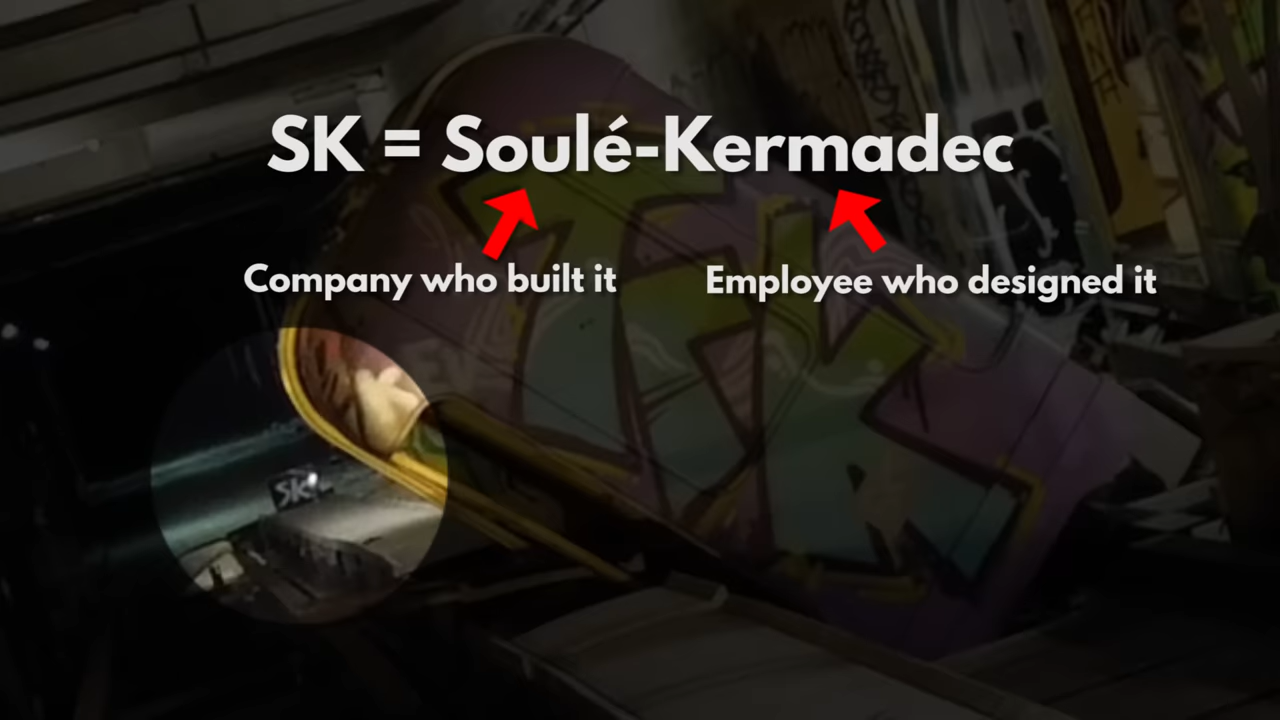 SK = Soulé-Kermadec
Company who built it
Employee who designed it
SK